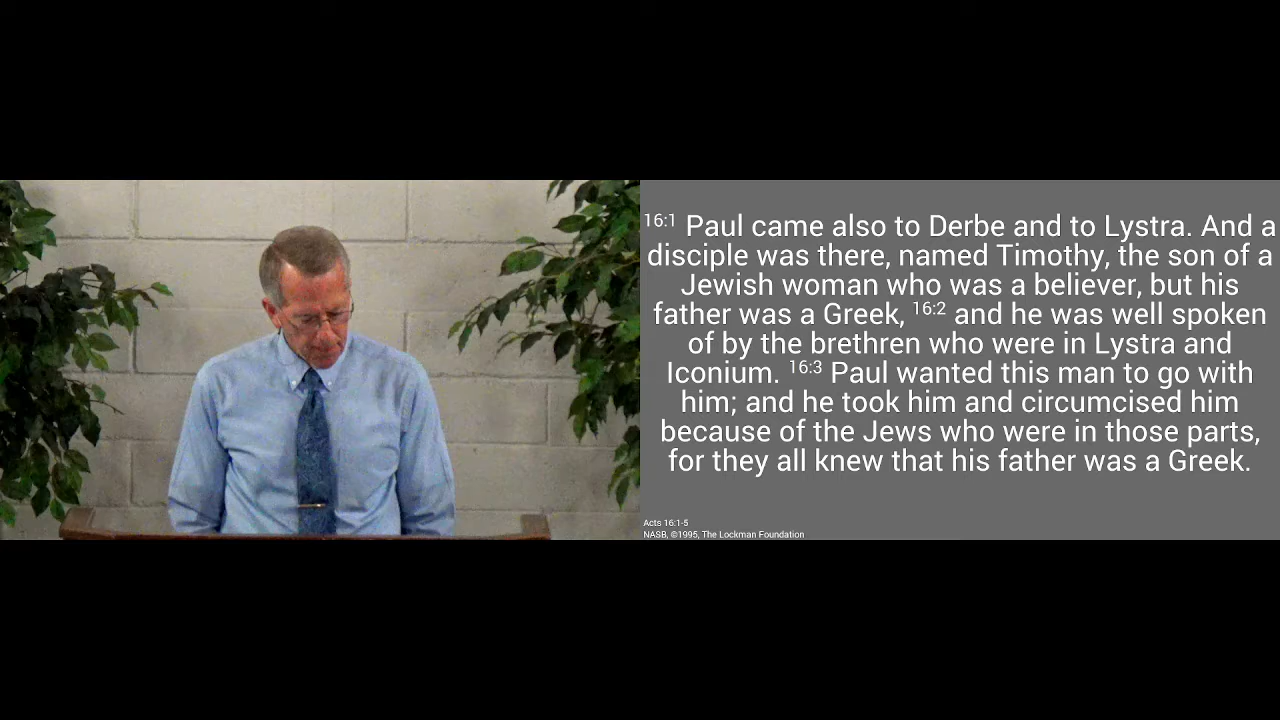 16:1 Paul came also to Derbe and to Lystra. And a
disciple was there, named Timothy, the son of a
Jewish woman who was a believer, but his
father was a Greek, 16:2 and he was well spoken
of by the brethren who were in Lystra and
Iconium. 16:3 Paul wanted this man to go with
him; and he took him and circumcised him
because of the Jews who were in those parts,
for they all knew that his father was a Greek.
Acts 16:1-5
NASB, ©1995, The Lockman Foundation